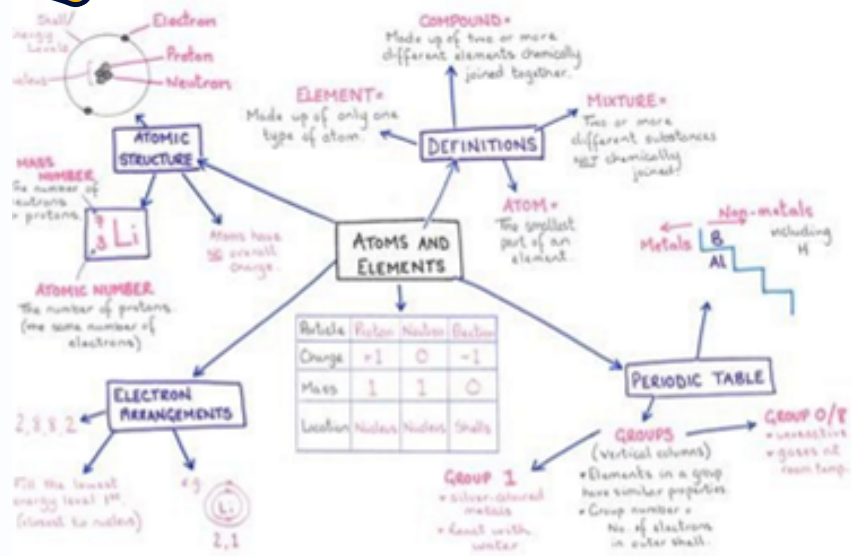 Shell/
Energy
Levels
Electron
Proton
Neutron
Nucleus
ATOMIC
STRUCTURE
MASS
NUMBER
The number of
neutrons
+ protons.
7
3 Li
ATOMIC NUMBER
The number of protons.
(the same number of
electrons)
Atoms have
NO overall
charge.
COMPOUND =
Made up of two or more
different elements chemically
joined together.
ELEMENT =
Made up of only one
type of atom.
DEFINITIONS
MIXTURE =
Two or more
different substances
NOT chemically
joined.
ATOM =
The smallest
part of an
element.
ATOMS AND
ELEMENTS
Metals
Non-metals
including
H
B
Al
Particle Proton Neutron Electron
Charge +1 0 -1
Mass 1 1 0
Location Nucleus Nucleus Shells
ELECTRON
ARRANGEMENTS
2,8,8,2
Fill the lowest
energy level 1st
(closest to nucleus)
e.g
Li
2,1
PERIODIC TABLE
GROUPS
(vertical columns)
• Elements in a group
have similar properties.
• Group number =
No. of electrons
in outer shell.
GROUP 1
• silver-coloured
metals
• React with
water
GROUP 0/8
• unreactive
• gases at
room temp.